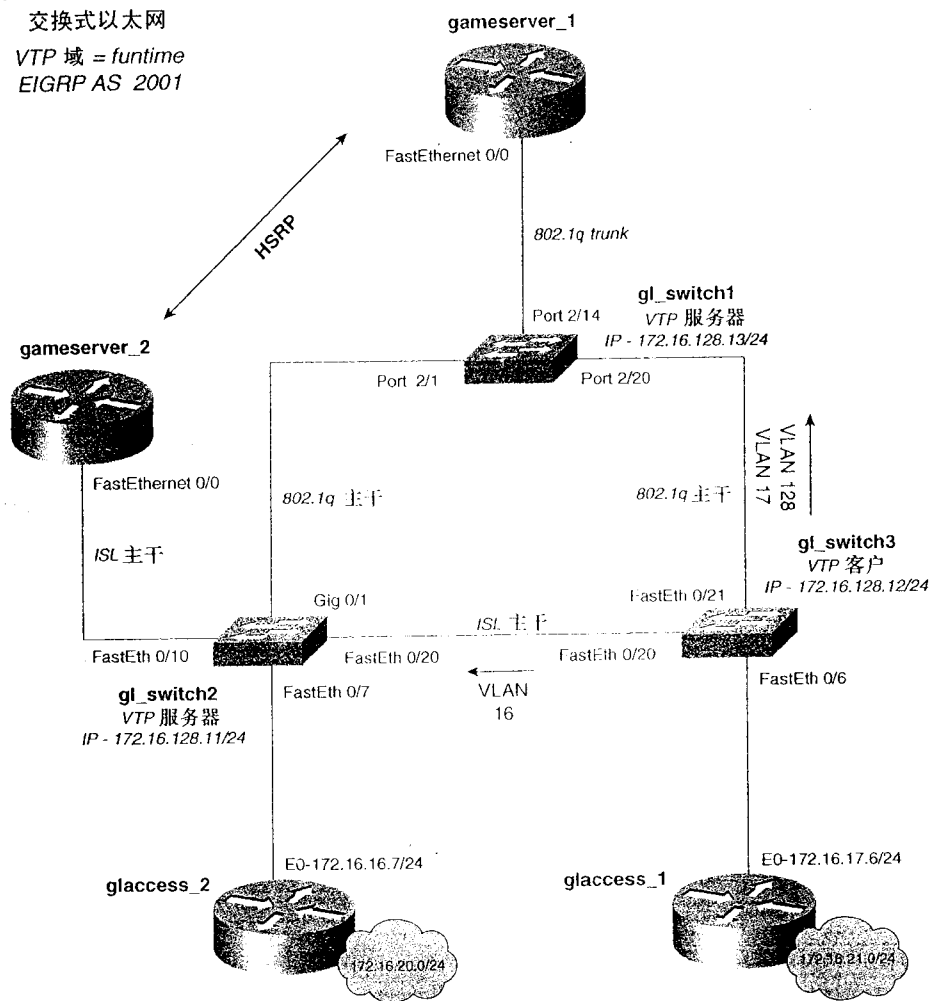 交换式以太网
VTP 域 = funtime
EIGRP AS 2001
gameserver_1
FastEthernet 0/0
HSRP
802.1q trunk
gl_switch1
VTP 服务器
IP - 172.16.128.13/24
Port 2/14
Port 2/1
Port 2/20
gameserver_2
FastEthernet 0/0
ISL 主干
802.1q 主干
802.1q 主干
VLAN 128
VLAN 17
gl_switch3
VTP 客户
IP - 172.16.128.12/24
Gig 0/1
FastEth 0/21
ISL 主干
FastEth 0/10
FastEth 0/20
FastEth 0/20
FastEth 0/6
FastEth 0/7
VLAN
16
gl_switch2
VTP 服务器
IP - 172.16.128.11/24
E0-172.16.16.7/24
E0-172.16.17.6/24
glaccess_2
glaccess_1
172.16.20.0/24
172.16.21.0/24